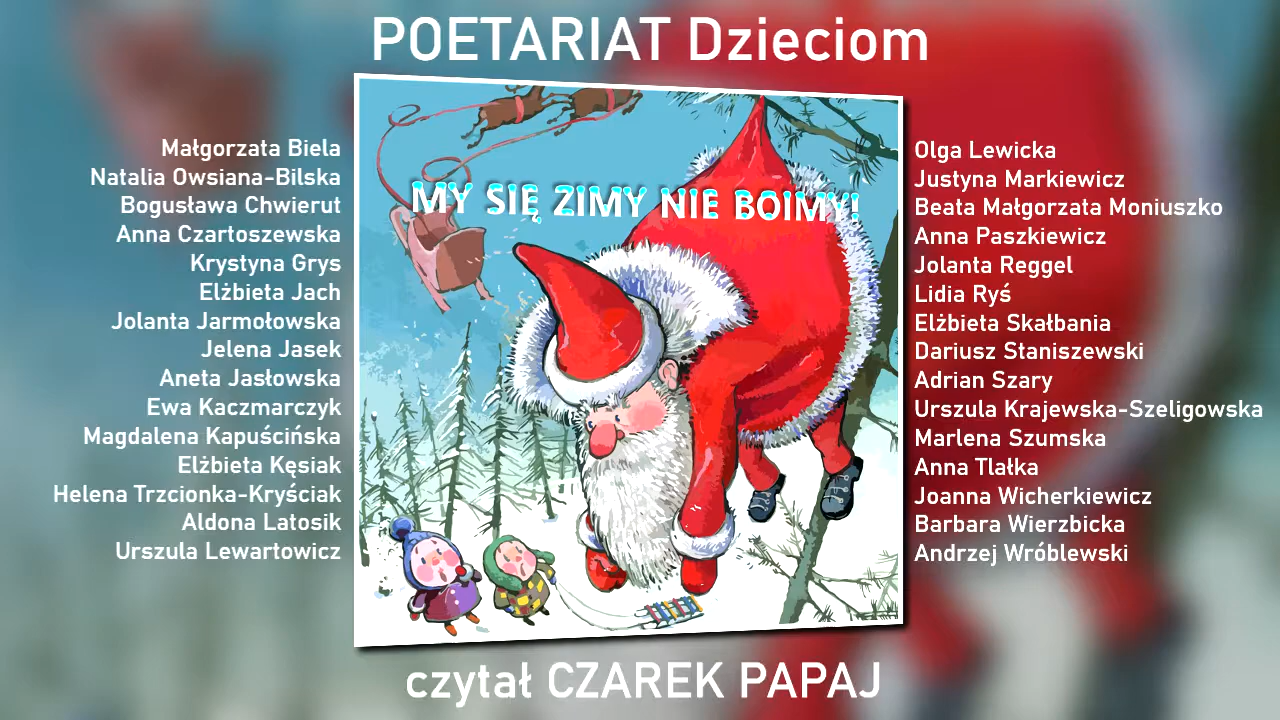 POETARIAT Dzieciom
MY SIĘ ZIMY NIE BOIMY!
Małgorzata Biela
Natalia Owsiana-Bilska
Bogusława Chwierut
Anna Czartoszewska
Krystyna Grys
Elżbieta Jach
Jolanta Jarmołowska
Jelena Jasek
Aneta Jasłowska
Ewa Kaczmarczyk
Magdalena Kapuścińska
Elżbieta Kęsiak
Helena Trzcionka-Kryściak
Aldona Latosik
Urszula Lewartowicz
Olga Lewicka
Justyna Markiewicz
Beata Małgorzata Moniuszko
Anna Paszkiewicz
Jolanta Reggel
Lidia Ryś
Elżbieta Skałbania
Dariusz Staniszewski
Adrian Szary
Urszula Krajewska-Szeligowska
Marlena Szumska
Anna Tlałka
Joanna Wicherkiewicz
Barbara Wierzbicka
Andrzej Wróblewski
czytał CZAREK PAPAJ